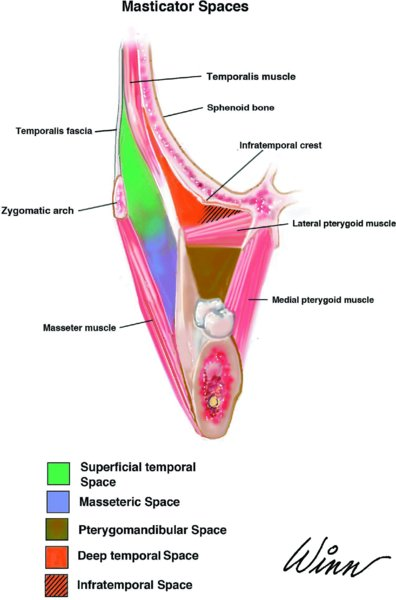 Masticator Spaces
Temporalis muscle
Sphenoid bone
Temporalis fascia
Infratemporal crest
Zygomatic arch
Lateral pterygoid muscle
Medial pterygoid muscle
Masseter muscle
Superficial temporal
Space
Masseteric Space
Pterygomandibular Space
Deep temporal Space
Infratemporal Space
Winn